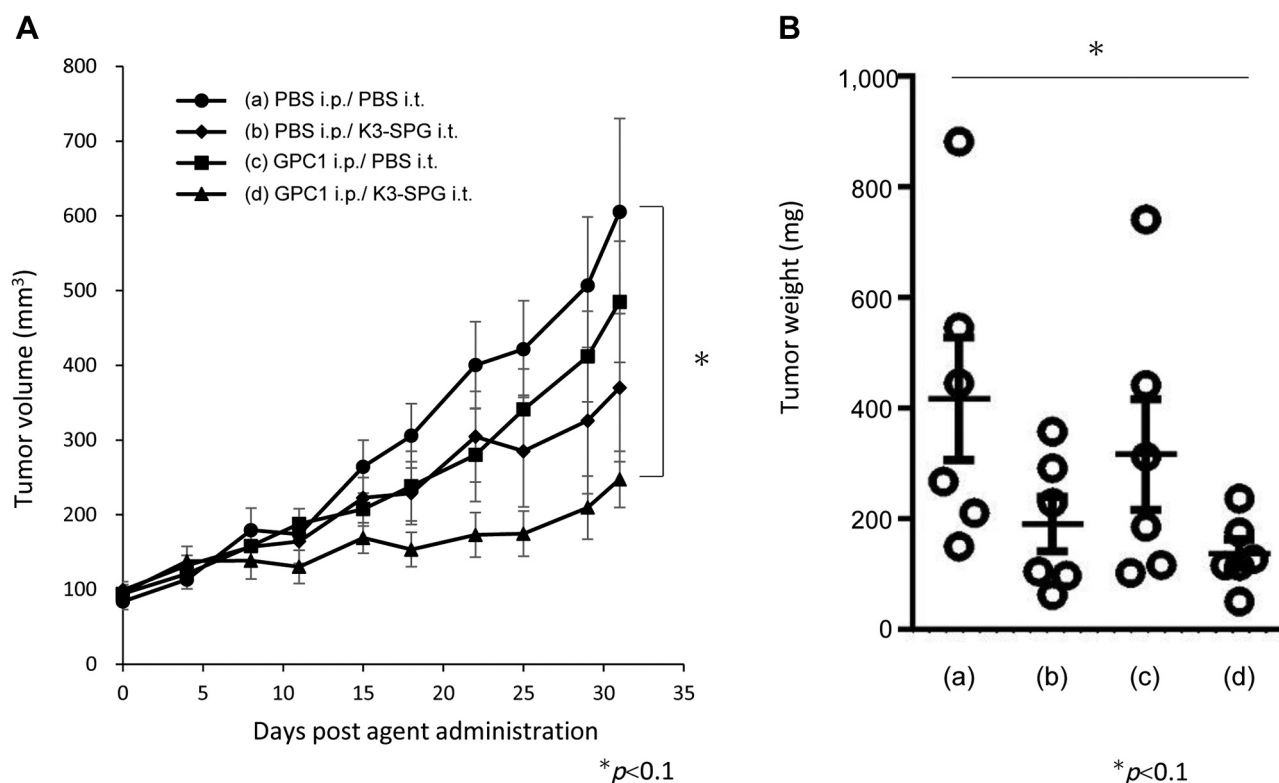 A
800
700
600
500
400
300
200
100
0
Tumor volume (mm³)
(a) PBS i.p./ PBS i.t.
(b) PBS i.p./ K3-SPG i.t.
(c) GPC1 i.p./ PBS i.t.
(d) GPC1 i.p./ K3-SPG i.t.
*
0 5 10 15 20 25 30 35
Days post agent administration
*p<0.1
B
*
1,000
800
600
400
200
0
Tumor weight (mg)
(a) (b) (c) (d)
*p<0.1